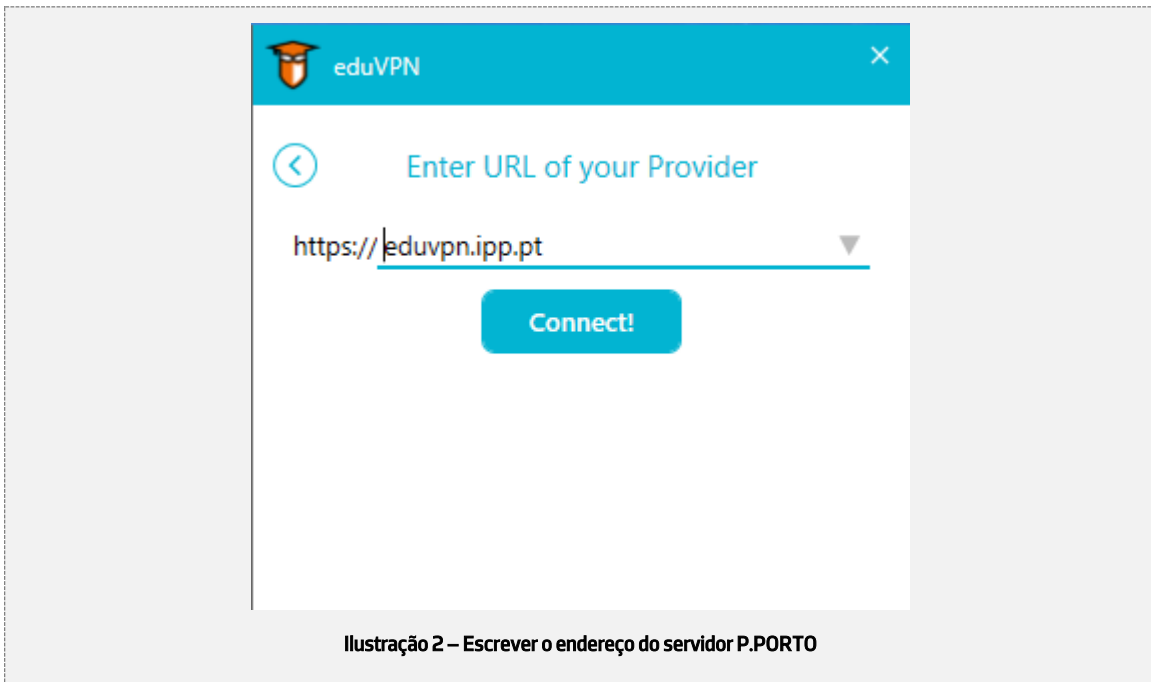 eduVPN
Enter URL of your Provider
https:// eduvpn.ipp.pt
Connect!
Ilustração 2 – Escrever o endereço do servidor P.PORTO